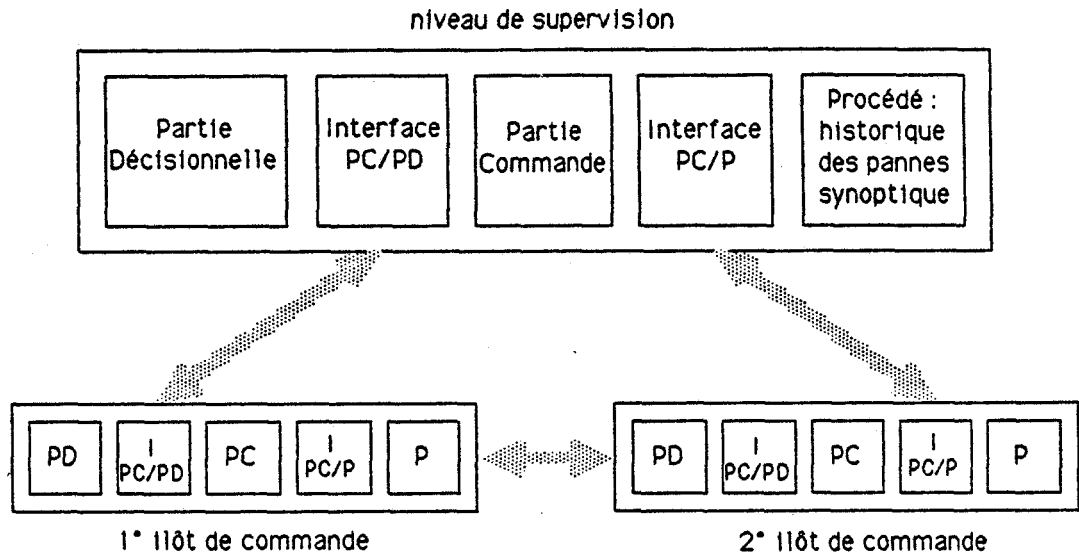 niveau de supervision
Partie
Décisionnelle
Interface
PC/PD
Partie
Commande
Interface
PC/P
Procédé :
historique
des pannes
synoptique
PD
I
PC/PD
PC
I
PC/P
P
PD
I
PC/PD
PC
I
PC/P
P
1° îlôt de commande
2° îlôt de commande